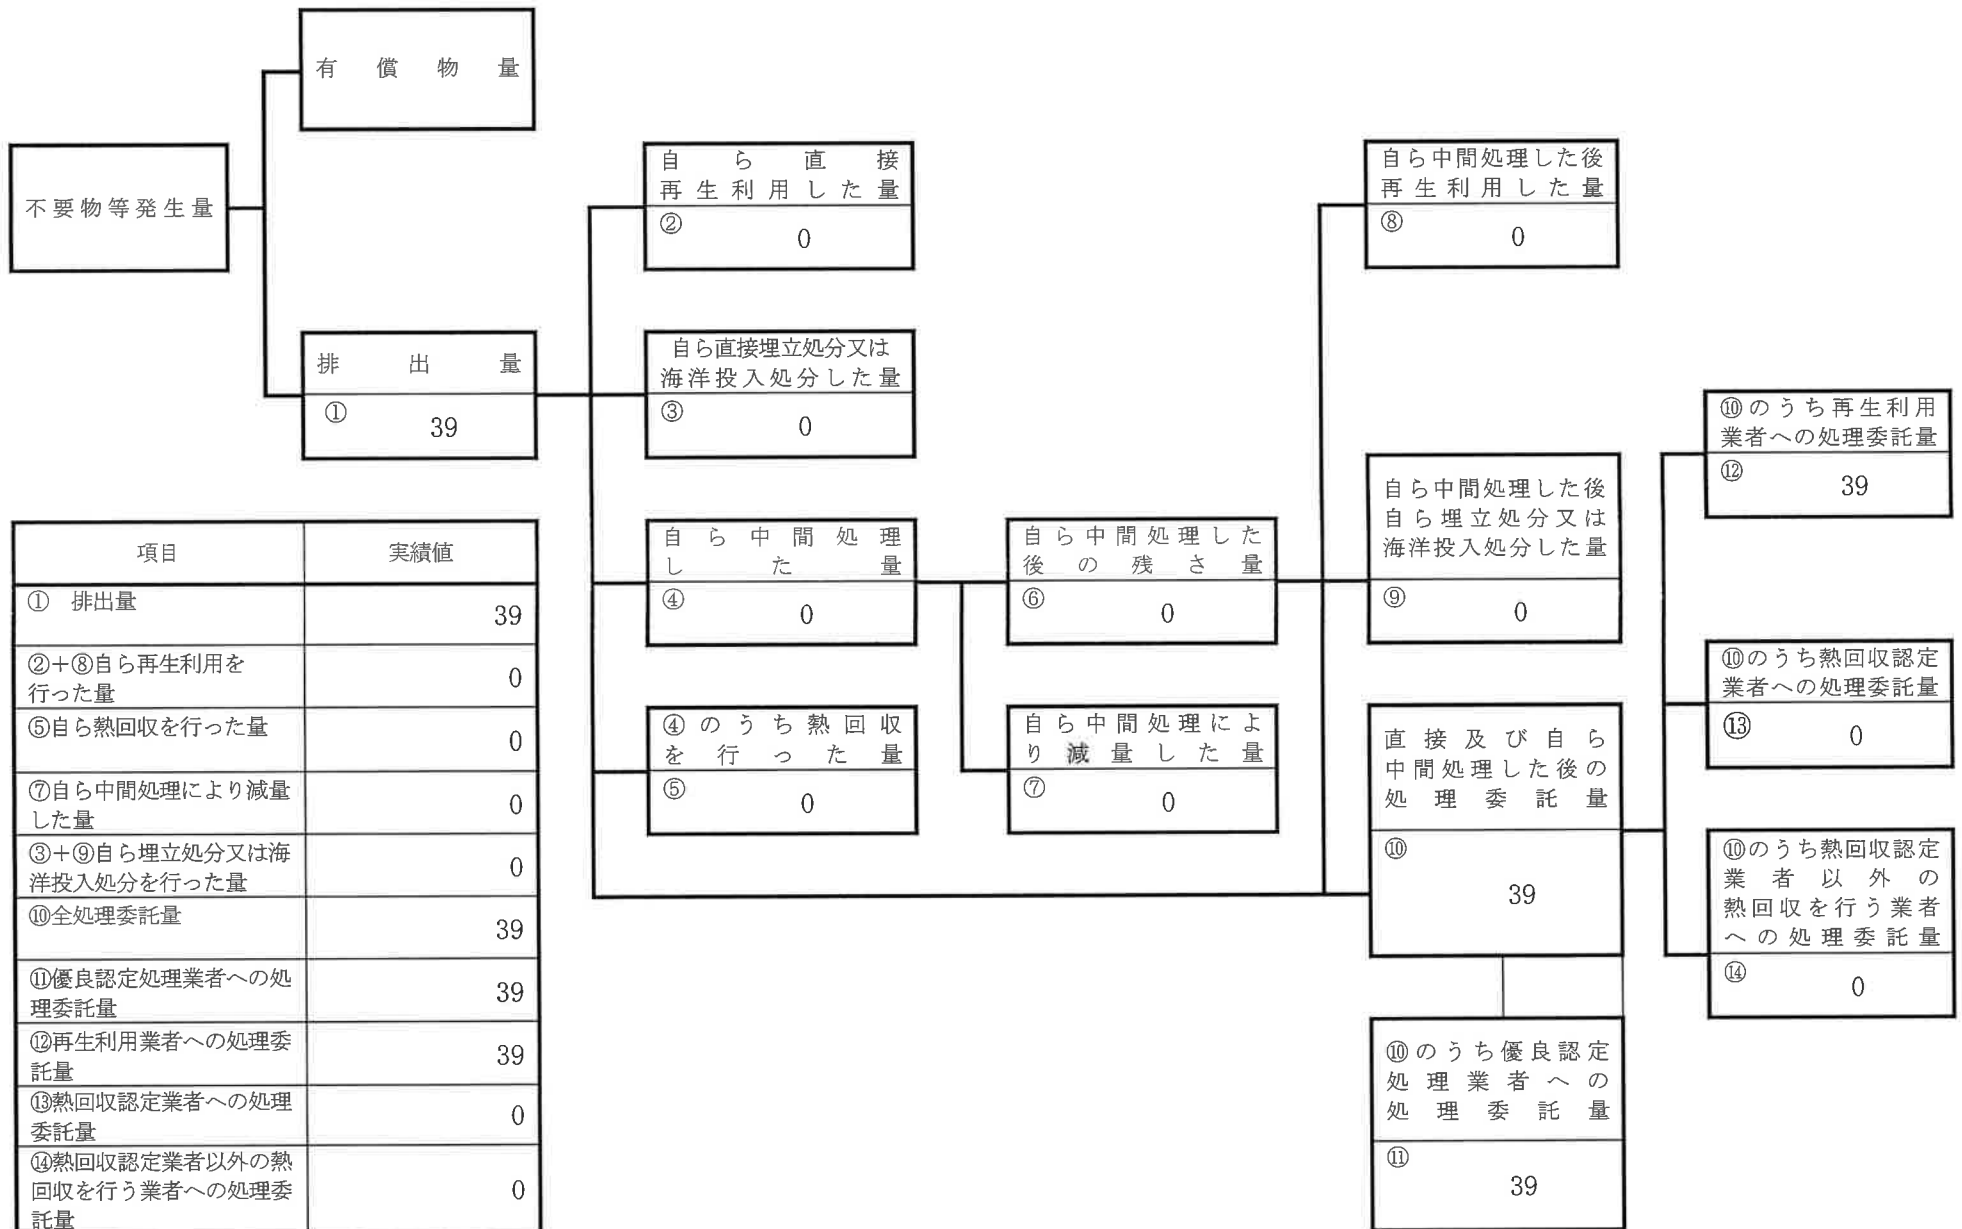 有償物量
不要物等発生量
排出量
① 39
自ら直接
再生利用した量
② 0
自ら直接埋立処分又は
海洋投入処分した量
③ 0
自ら中間処理
した量
④ 0
④のうち熱回収
を行った量
⑤ 0
自ら中間処理した
後の残さ量
⑥ 0
自ら中間処理によ
り減量した量
⑦ 0
自ら中間処理した後
再生利用した量
⑧ 0
自ら中間処理した後
自ら埋立処分又は
海洋投入処分した量
⑨ 0
直接及び自ら
中間処理した後の
処理委託量
⑩
39
⑩のうち優良認定
処理業者への
処理委託量
⑪
39
⑩のうち再生利用
業者への処理委託量
⑫ 39
⑩のうち熱回収認定
業者への処理委託量
⑬ 0
⑩のうち熱回収認定
業者以外の
熱回収を行う業者
への処理委託量
⑭ 0
項目 実績値
① 排出量 39
②+⑧自ら再生利用を
行った量 0
⑤自ら熱回収を行った量 0
⑦自ら中間処理により減量
した量 0
③+⑨自ら埋立処分又は海
洋投入処分を行った量 0
⑩全処理委託量 39
⑪優良認定処理業者への処
理委託量 39
⑫再生利用業者への処理委
託量 39
⑬熱回収認定業者への処理
委託量 0
⑭熱回収認定業者以外の熱
回収を行う業者への処理委
託量 0